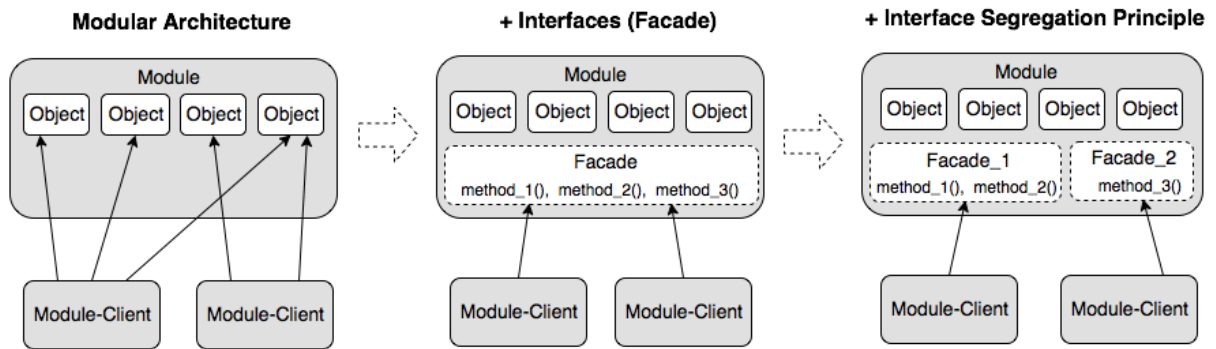 Modular Architecture
Module
Object Object Object Object
Module-Client Module-Client
+ Interfaces (Facade)
Module
Object Object Object Object
Facade
method_1(), method_2(), method_3()
Module-Client Module-Client
+ Interface Segregation Principle
Module
Object Object Object Object
Facade_1
method_1(), method_2()
Facade_2
method_3()
Module-Client Module-Client